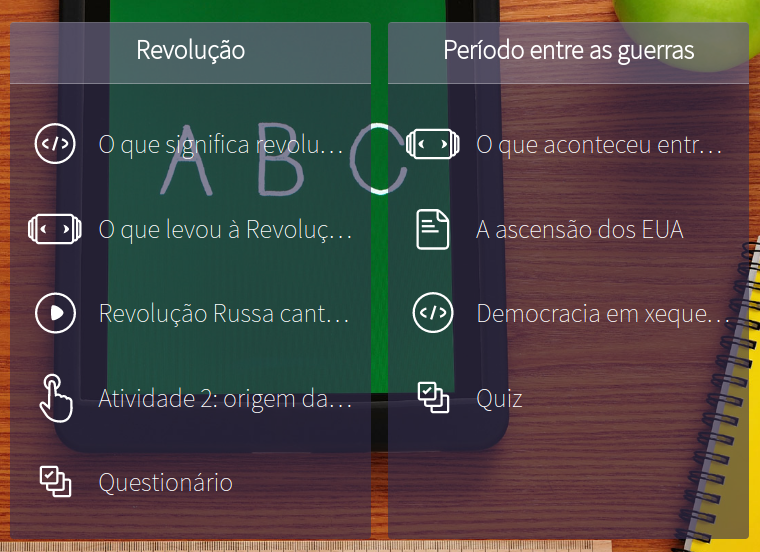 Revolução
O que significa revolu...
O que levou à Revoluç...
Revolução Russa cant...
Atividade 2: origem da...
Questionário
Período entre as guerras
O que aconteceu entr...
A ascensão dos EUA
Democracia em xeque...
Quiz
A B C